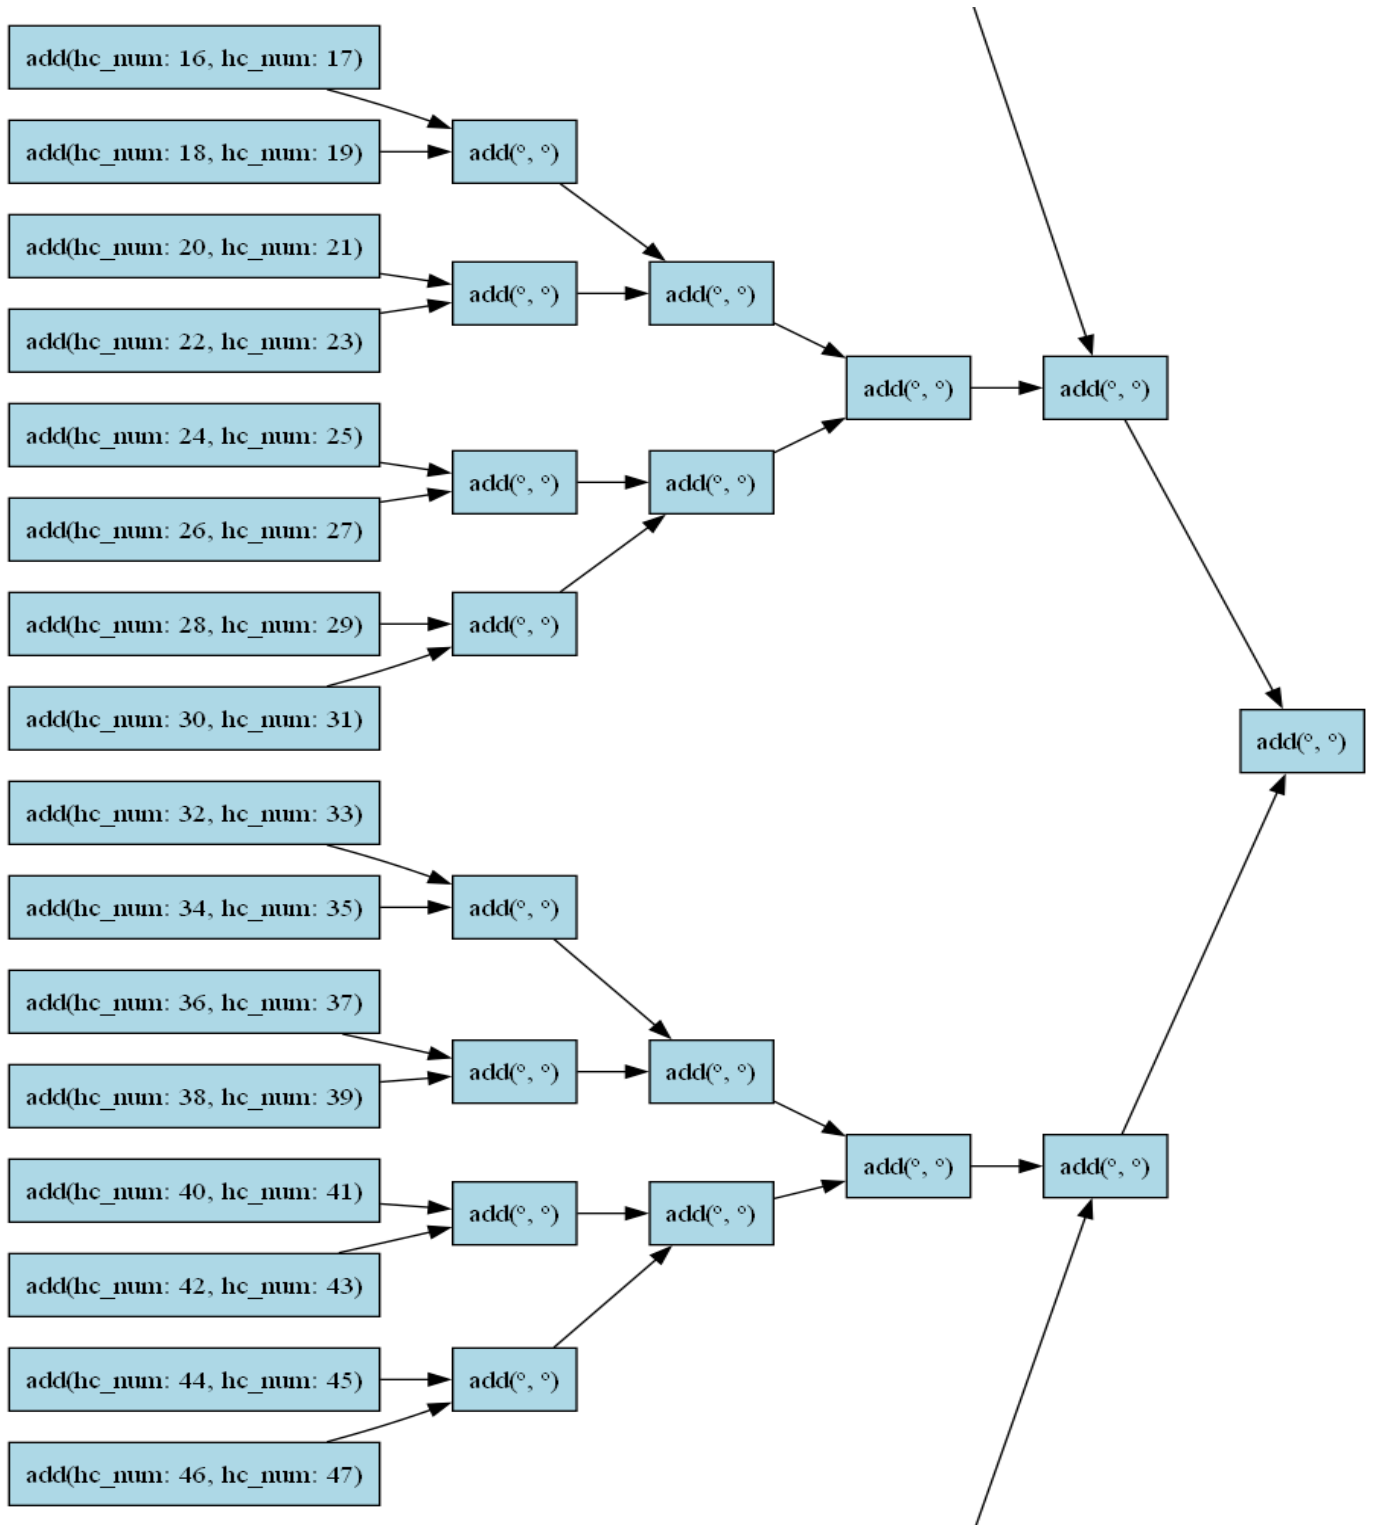 add(hc_num: 16, hc_num: 17)
add(hc_num: 18, hc_num: 19)
add(°, °)
add(hc_num: 20, hc_num: 21)
add(°, °)
add(°, °)
add(hc_num: 22, hc_num: 23)
add(°, °)
add(°, °)
add(hc_num: 24, hc_num: 25)
add(°, °)
add(°, °)
add(hc_num: 26, hc_num: 27)
add(hc_num: 28, hc_num: 29)
add(°, °)
add(hc_num: 30, hc_num: 31)
add(°, °)
add(hc_num: 32, hc_num: 33)
add(hc_num: 34, hc_num: 35)
add(°, °)
add(hc_num: 36, hc_num: 37)
add(°, °)
add(°, °)
add(hc_num: 38, hc_num: 39)
add(°, °)
add(°, °)
add(hc_num: 40, hc_num: 41)
add(°, °)
add(°, °)
add(hc_num: 42, hc_num: 43)
add(hc_num: 44, hc_num: 45)
add(°, °)
add(hc_num: 46, hc_num: 47)